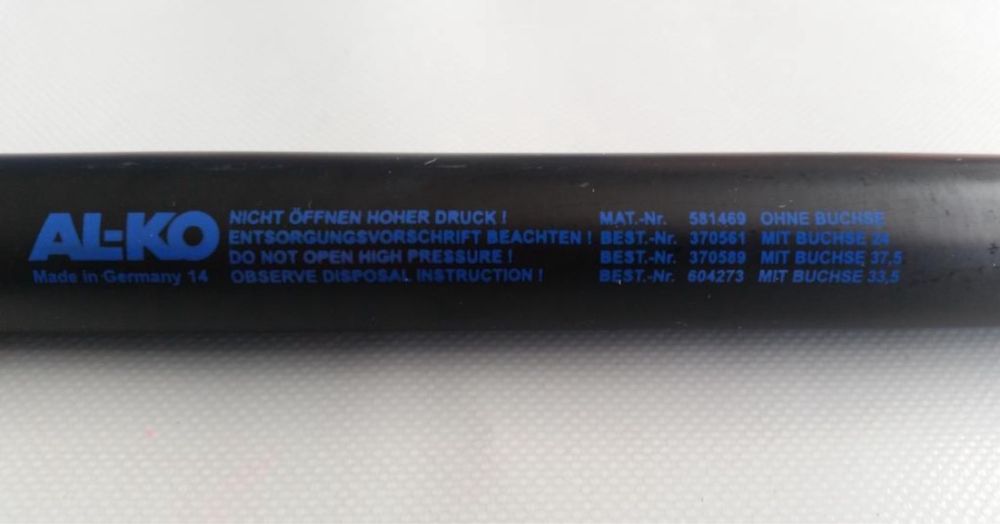 AL-KO
Made in Germany 14
NICHT ÖFFNEN HOHER DRUCK !
ENTSORGUNGSVORSCHRIFT BEACHTEN !
DO NOT OPEN HIGH PRESSURE !
OBSERVE DISPOSAL INSTRUCTION !
MAT.-Nr. 581469 OHNE BUCHSE
BEST.-Nr. 370561 MIT BUCHSE 24
BEST.-Nr. 370589 MIT BUCHSE 37,5
BEST.-Nr. 604273 MIT BUCHSE 33,5